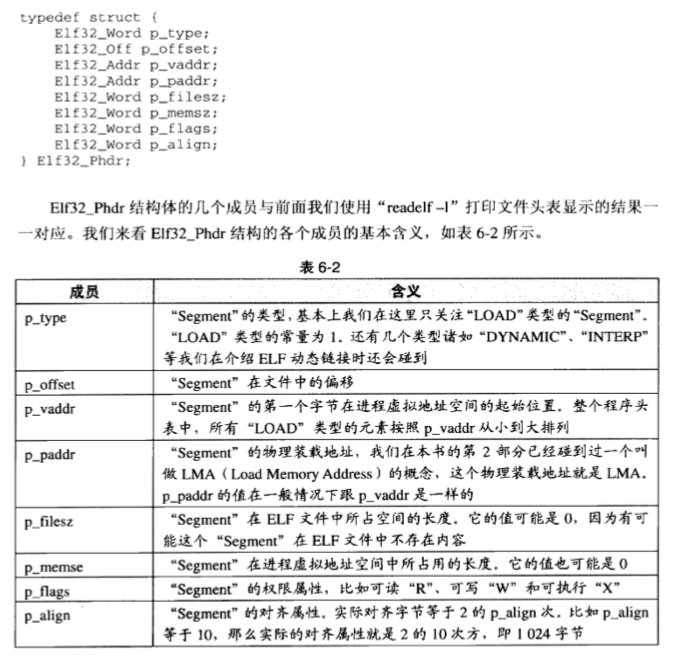 typedef struct {
Elf32_Word p_type;
Elf32_Off p_offset;
Elf32_Addr p_vaddr;
Elf32_Addr p_paddr;
Elf32_Word p_filesz;
Elf32_Word p_memsz;
Elf32_Word p_flags;
Elf32_Word p_align;
} Elf32_Phdr;
Elf32_Phdr 结构体的几个成员与前面我们使用“readelf –l”打印文件头表显示的结果一
一对应。我们来看 Elf32_Phdr 结构的各个成员的基本含义，如表 6-2 所示。
表 6-2
成员 含义
p_type “Segment”的类型，基本上我们在这里只关注“LOAD”类型的“Segment”。
“LOAD”类型的常量为 1。还有几个类型诸如“DYNAMIC”、“INTERP”
等我们在介绍 ELF 动态链接时还会碰到
p_offset “Segment”在文件中的偏移
p_vaddr “Segment”的第一个字节在进程虚拟地址空间的起始位置。整个程序头
表中，所有“LOAD”类型的元素按照 p_vaddr 从小到大排列
p_paddr “Segment”的物理装载地址，我们在本书的第 2 部分已经碰到过一个叫
做 LMA（Load Memory Address）的概念，这个物理装载地址就是 LMA。
p_paddr 的值在一般情况下跟 p_vaddr 是一样的
p_filesz “Segment”在 ELF 文件中所占空间的长度。它的值可能是 0，因为有可
能这个“Segment”在 ELF 文件中不存在内容
p_memse “Segment”在进程虚拟地址空间中所占用的长度。它的值也可能是 0
p_flags “Segment”的权限属性，比如可读“R”、可写“W”和可执行“X”
p_align “Segment”的对齐属性。实际对齐字节等于 2 的 p_align 次。比如 p_align
等于 10，那么实际的对齐属性就是 2 的 10 次方，即 1 024 字节